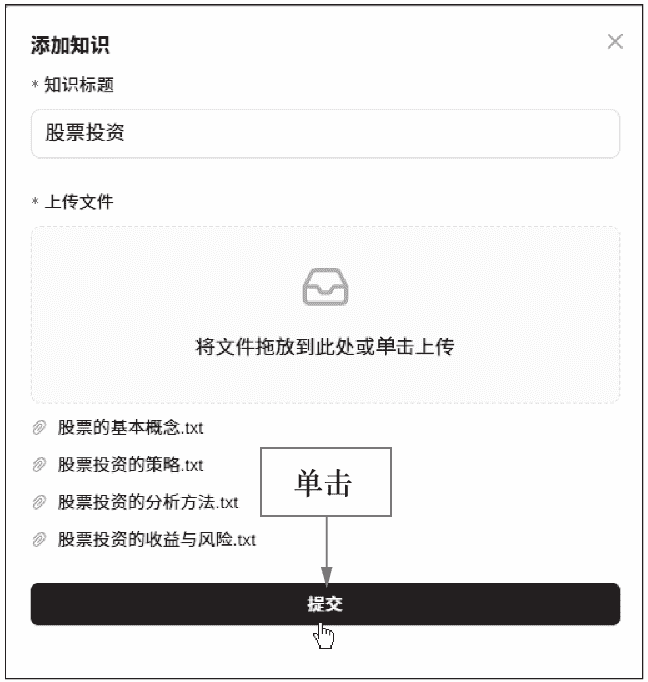 添加知识
* 知识标题
股票投资
* 上传文件
将文件拖放到此处或单击上传
股票的基本概念.txt
股票投资的策略.txt
股票投资的分析方法.txt
股票投资的收益与风险.txt
单击
提交